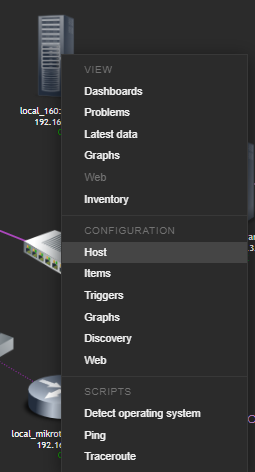 local_160:
192.16
VIEW
Dashboards
Problems
Latest data
Graphs
Web
Inventory
CONFIGURATION
Host
Items
Triggers
Graphs
Discovery
Web
SCRIPTS
Detect operating system
Ping
Traceroute
local_mikrot
192.16